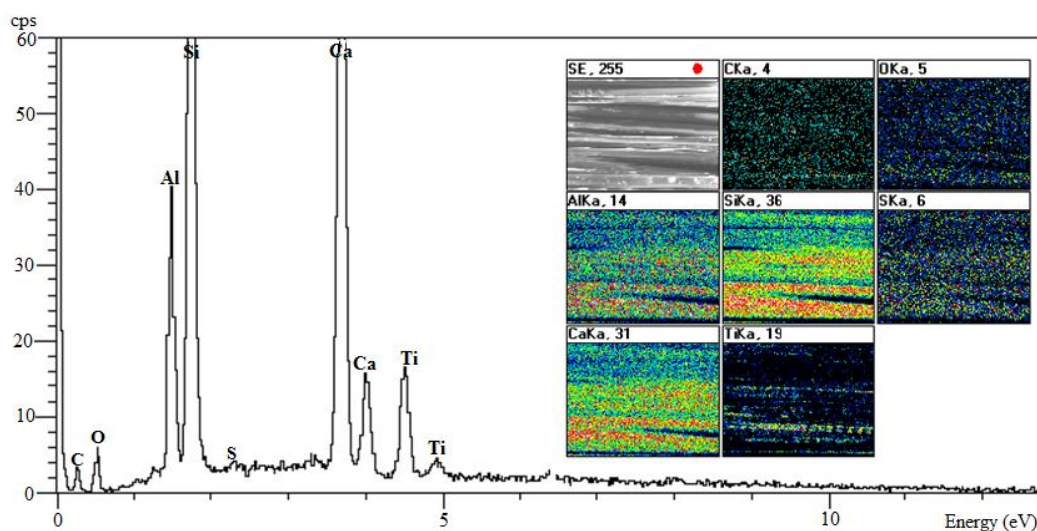 cps
60
50
40
30
20
10
0
C
O
Al
Si
S
Ca
Ca
Ti
Ti
0
5
10
Energy (eV)
SE, 255
CKa, 4
OKa, 5
AlKa, 14
SiKa, 36
SKa, 6
CaKa, 31
TiKa, 19